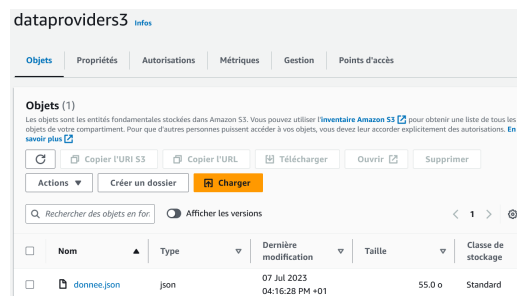 dataproviders3 Infos
Objets Propriétés Autorisations Métriques Gestion Points d'accès
Objets (1)
Les objets sont les entités fondamentales stockées dans Amazon S3. Vous pouvez utiliser l'inventaire Amazon S3 pour obtenir une liste de tous les
objets de votre compartiment. Pour que d'autres personnes puissent accéder à vos objets, vous devez leur accorder explicitement des autorisations. En
savoir plus
Copier l'URI S3 Copier l'URL Télécharger Ouvrir Supprimer
Actions Créer un dossier Charger
Rechercher des objets en for. Afficher les versions 1
Nom Type Dernière modification Taille Classe de stockage
donnee.json json 07 Jul 2023 04:16:28 PM +01 55.0 o Standard